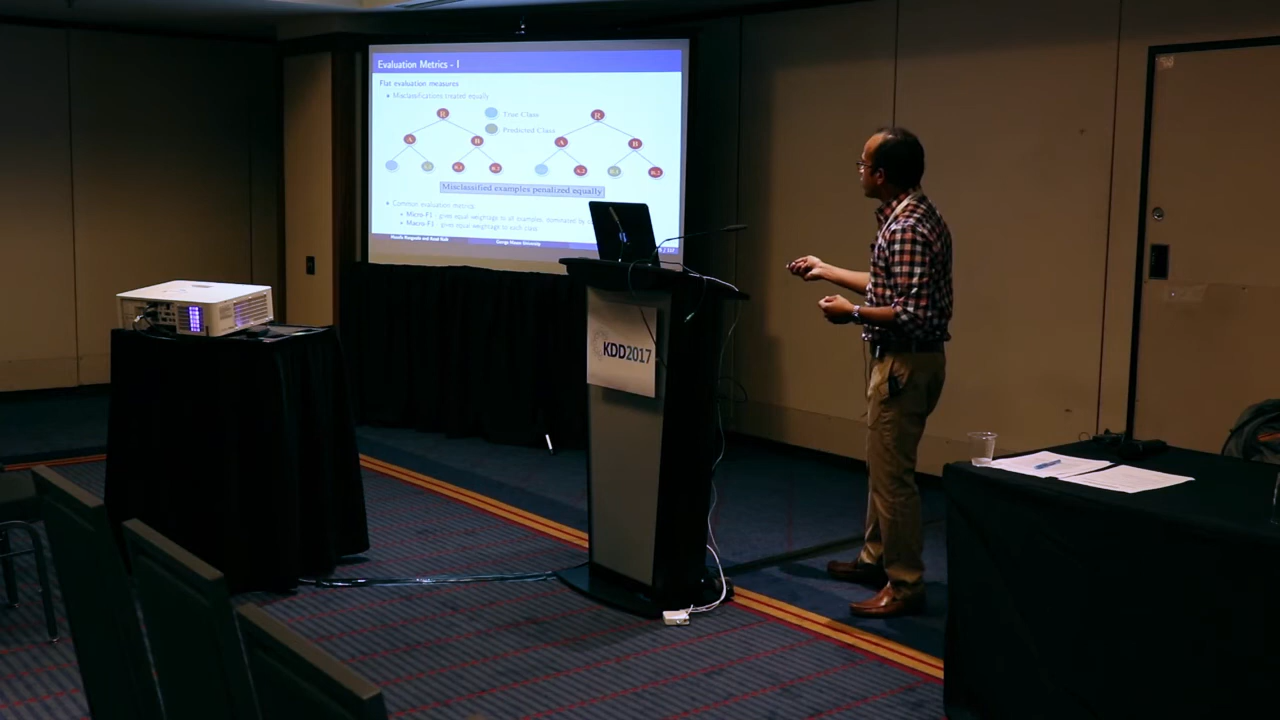 Evaluation Metrics - I
Flat evaluation measures
Misclassifications treated equally
R
True Class
Predicted Class
R
A
B
A
B
Misclassified examples penalized equally
Common evaluation metrics
Micro-F1 - gives equal weightage to all examples, dominated by
Macro-F1 - gives equal weightage to each class
George Mason University
KDD2017